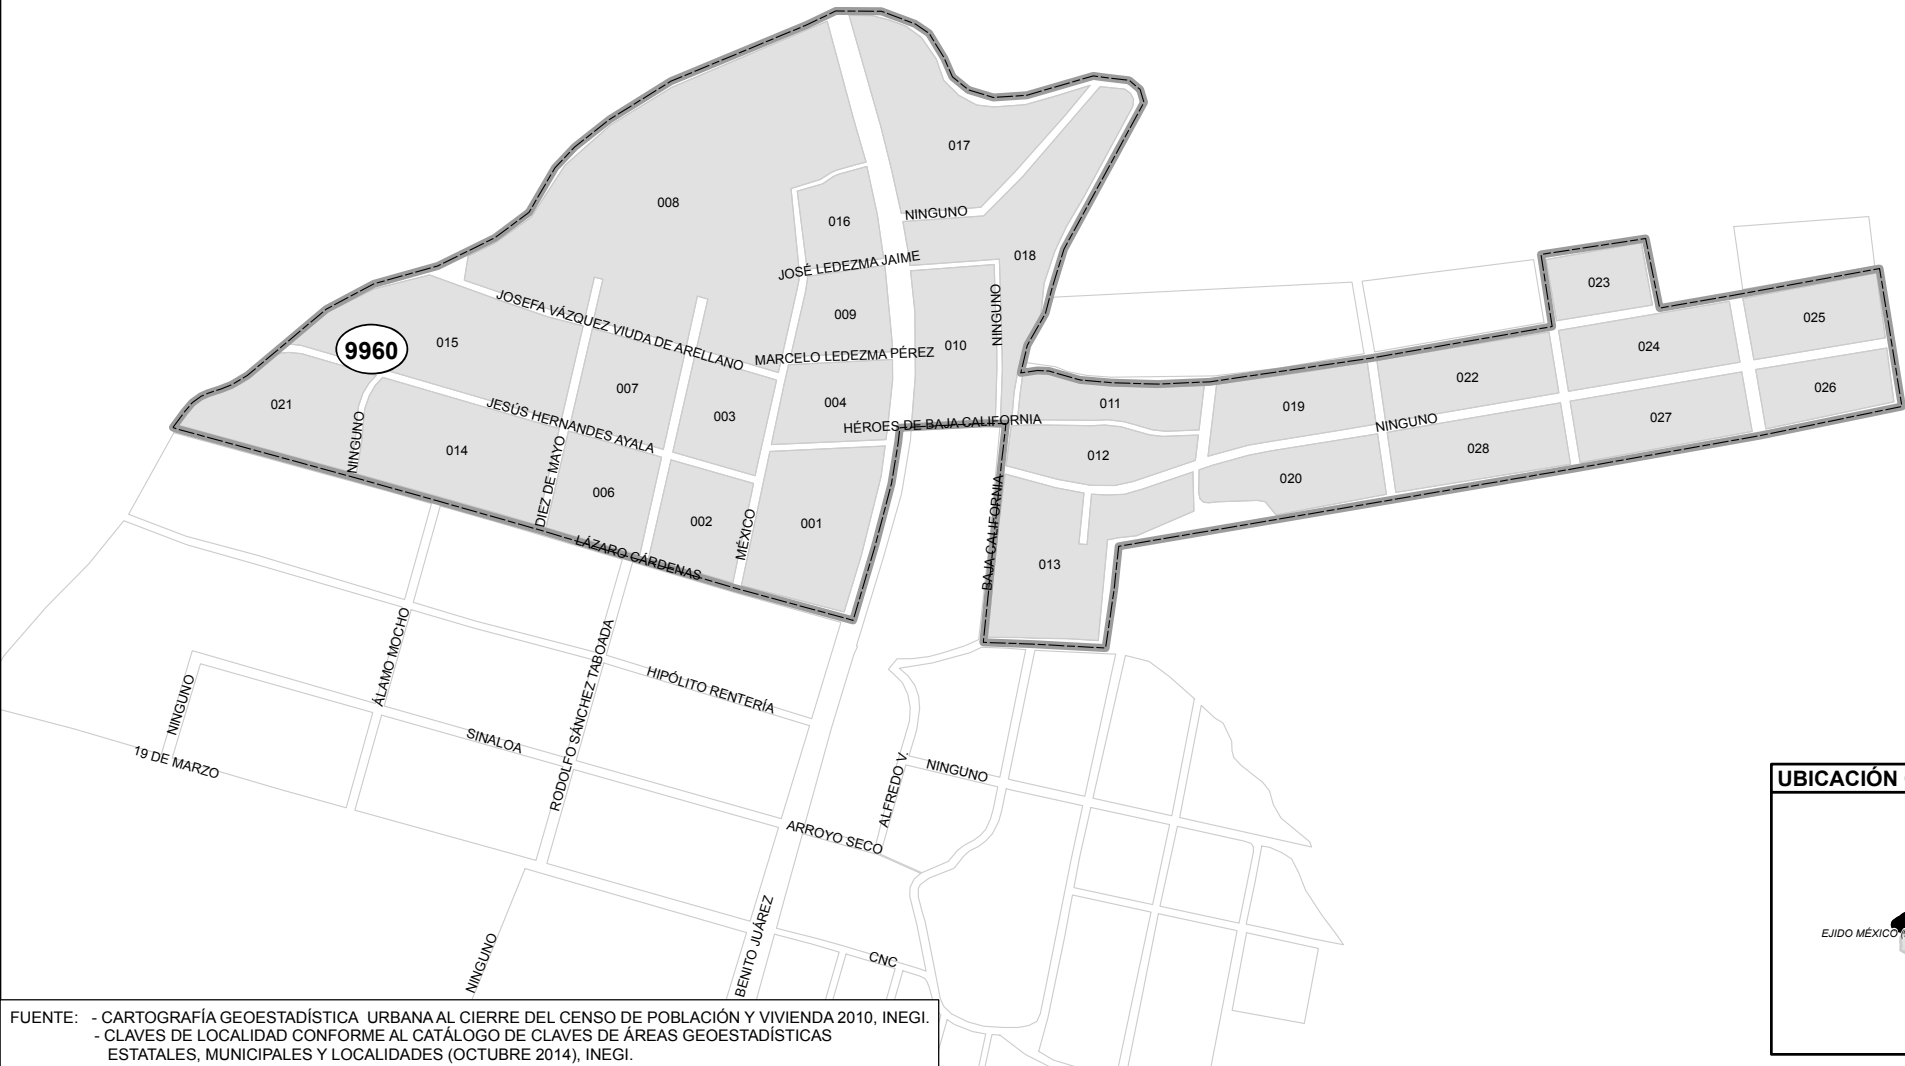 017
008
016
NINGUNO
018
JOSÉ LEDEZMA JAIME
023
JOSEFA VÁZQUEZ VIUDA DE ARELLANO
009
NINGUNO
025
9960
015
MARCELO LEDEZMA PÉREZ
010
024
007
022
026
021
JESÚS HERNANDES AYALA
003
004
011
019
027
HÉROES DE BAJA CALIFORNIA
NINGUNO
NINGUNO
014
DIEZ DE MAYO
012
028
006
020
002
MÉXICO
001
BAJA CALIFORNIA
LÁZARO CÁRDENAS
013
ÁLAMO MOCHO
RODOLFO SÁNCHEZ TABOADA
HIPÓLITO RENTERÍA
NINGUNO
SINALOA
19 DE MARZO
ALFREDO V.
NINGUNO
UBICACIÓN
ARROYO SECO
BENITO JUÁREZ
NINGUNO
CNC
EJIDO MÉXICO
FUENTE: - CARTOGRAFÍA GEOESTADÍSTICA URBANA AL CIERRE DEL CENSO DE POBLACIÓN Y VIVIENDA 2010, INEGI.
- CLAVES DE LOCALIDAD CONFORME AL CATÁLOGO DE CLAVES DE ÁREAS GEOESTADÍSTICAS
ESTATALES, MUNICIPALES Y LOCALIDADES (OCTUBRE 2014), INEGI.